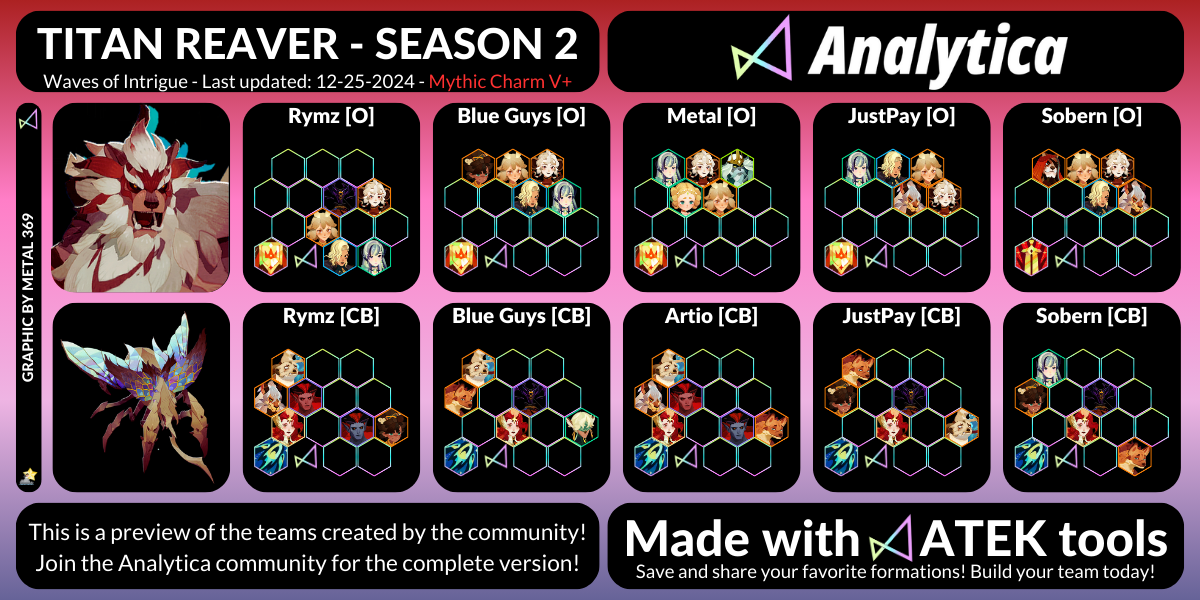 TITAN REAVER - SEASON 2
Waves of Intrigue - Last updated: 12-25-2024 - Mythic Charm V+
Analytica
GRAPHIC BY METAL 369
Rymz [O]
Blue Guys [O]
Metal [O]
JustPay [O]
Sobern [O]
Rymz [CB]
Blue Guys [CB]
Artio [CB]
JustPay [CB]
Sobern [CB]
This is a preview of the teams created by the community!
Join the Analytica community for the complete version!
Made with ATEK tools
Save and share your favorite formations! Build your team today!